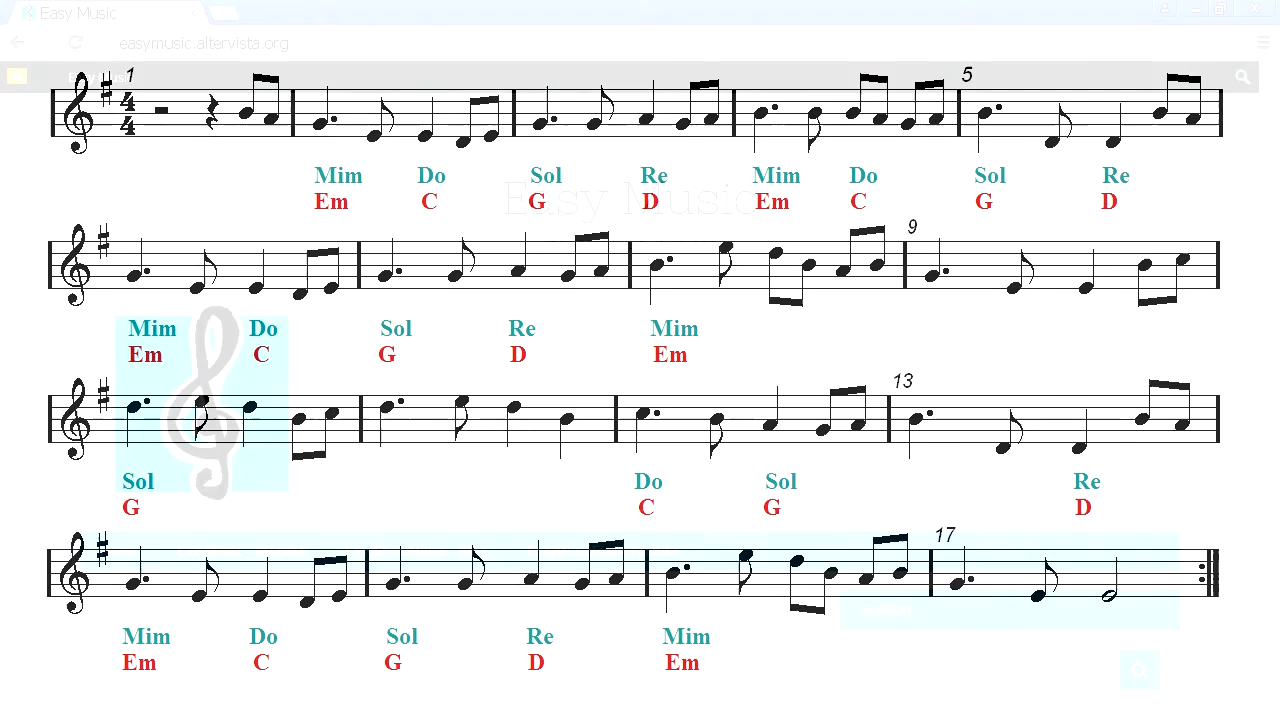 Easy Music
easymusic.altervista.org
1
5
Mim Do Sol Re Mim Do Sol Re
Easy Music
Em C G D Em C G D
9
Mim Do Sol Re Mim
Em C G D Em
13
Sol Do Sol Re
G C G D
17
Mim Do Sol Re Mim
Em C G D Em